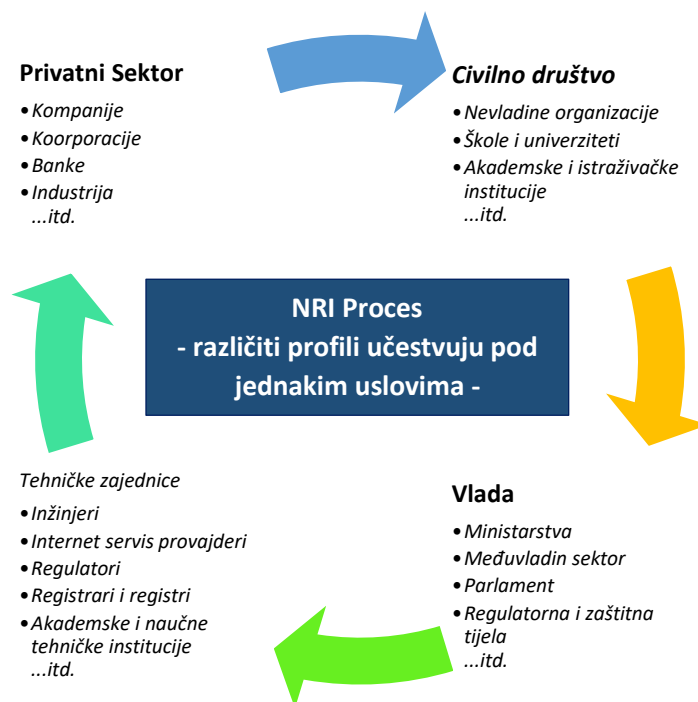 Privatni Sektor
•Kompanije
•Koorporacije
•Banke
•Industrija
...itd.
Civilno društvo
•Nevladine organizacije
•Škole i univerziteti
•Akademske i istraživačke
institucije
...itd.
NRI Proces
- različiti profili učestvuju pod
jednakim uslovima -
Tehničke zajednice
•Inžinjeri
•Internet servis provajderi
•Regulatori
•Registrari i registri
•Akademske i naučne
tehničke institucije
...itd.
Vlada
•Ministarstva
•Međuvladin sektor
•Parlament
•Regulatorna i zaštitna
tijela
...itd.